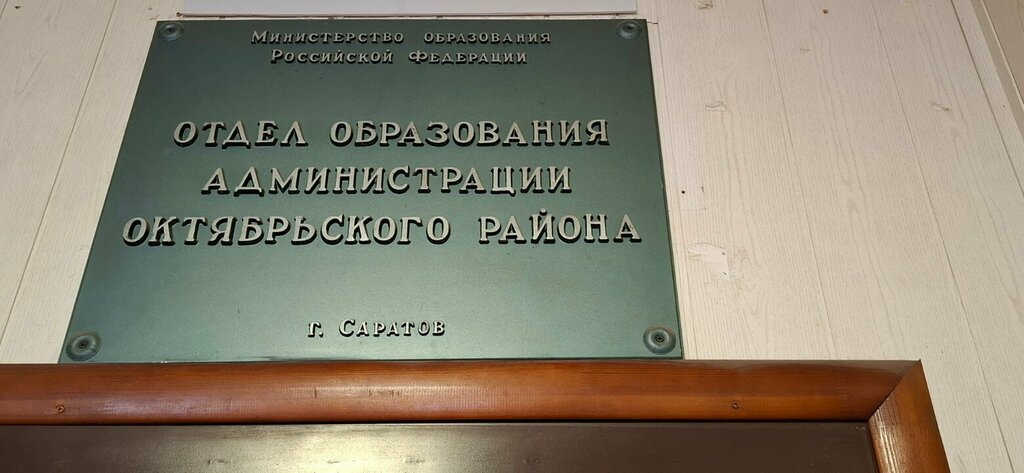 Министерство образования
Российской Федерации
ОТДЕЛ ОБРАЗОВАНИЯ
АДМИНИСТРАЦИИ
ОКТЯБРЬСКОГО РАЙОНА
г. Саратов